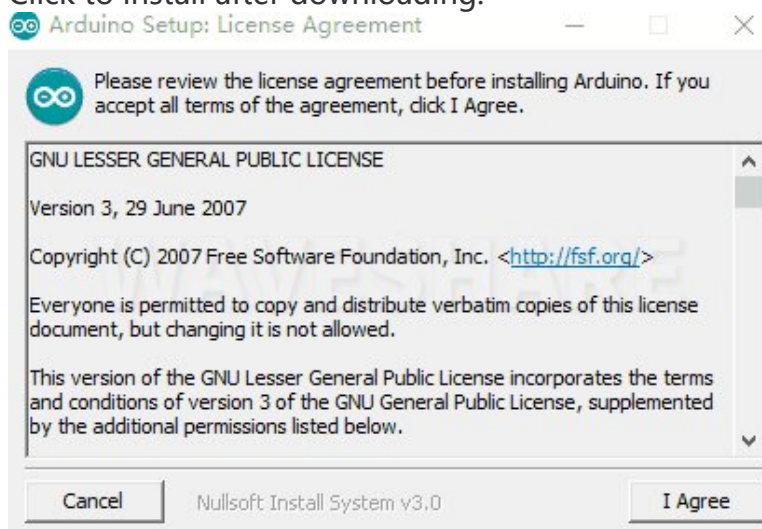 Click to install after downloading.
Arduino Setup: License Agreement
Please review the license agreement before installing Arduino. If you
accept all terms of the agreement, click I Agree.
GNU LESSER GENERAL PUBLIC LICENSE
Version 3, 29 June 2007
Copyright (C) 2007 Free Software Foundation, Inc. <http://fsf.org/>
Everyone is permitted to copy and distribute verbatim copies of this license
document, but changing it is not allowed.
This version of the GNU Lesser General Public License incorporates the terms
and conditions of version 3 of the GNU General Public License, supplemented
by the additional permissions listed below.
WAVESHARE
Cancel
Nullsoft Install System v3.0
I Agree